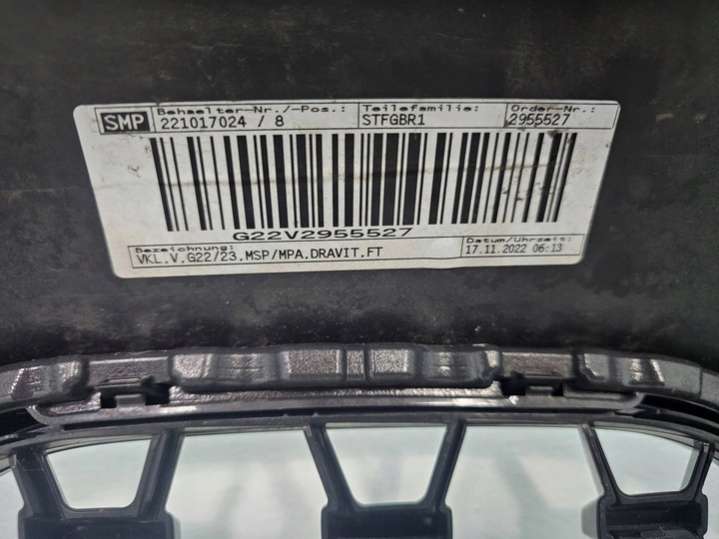 SMP
Behaelter-Nr./-Pos.: Teilefamilie: Order-Nr.:
221017024 / 8 STFGBR1 2955527
G22V2955527
Bezeichnung: Datum/Uhrzeit:
VKL.V.G22/23.MSP/MPA.DRAVIT.FT 17.11.2022 06:13